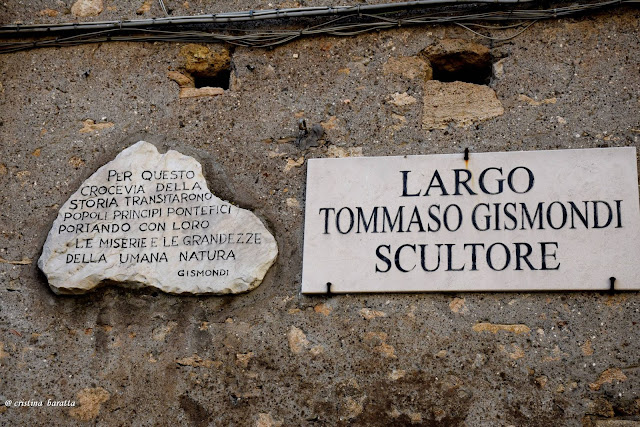 PER QUESTO
CROCEVIA DELLA
STORIA TRANSITARONO
POPOLI PRINCIPI PONTEFICI
PORTANDO CON LORO
LE MISERIE E LE GRANDEZZE
DELLA UMANA NATURA
GISMONDI
LARGO
TOMMASO GISMONDI
SCULTORE
@ cristina baratta